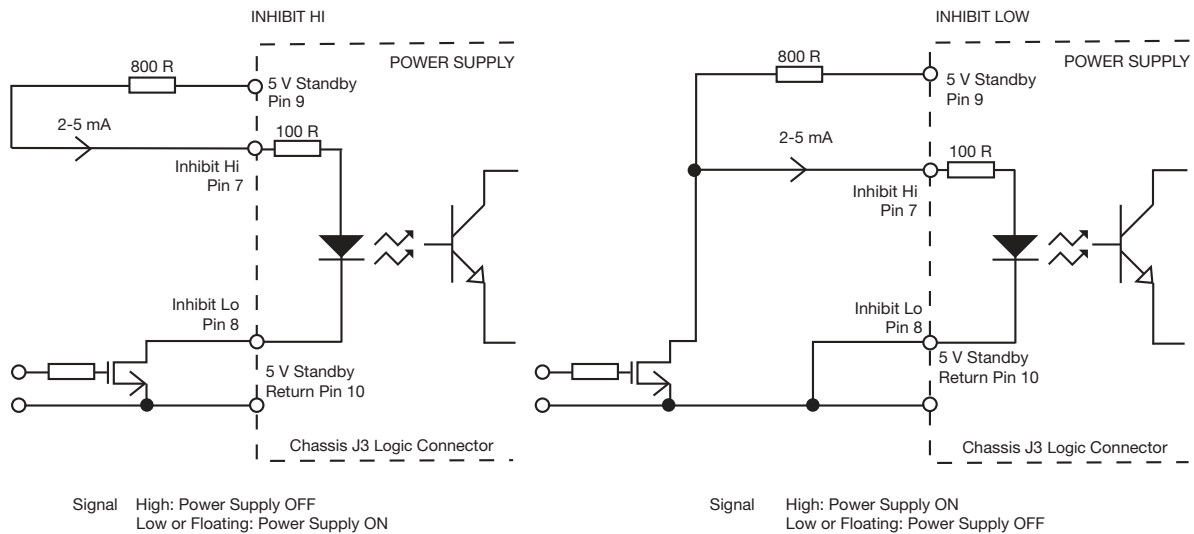 INHIBIT HI
POWER SUPPLY
800 R
5 V Standby
Pin 9
2-5 mA
100 R
Inhibit Hi
Pin 7
Inhibit Lo
Pin 8
5 V Standby
Return Pin 10
Chassis J3 Logic Connector
Signal High: Power Supply OFF
Low or Floating: Power Supply ON
INHIBIT LOW
POWER SUPPLY
800 R
5 V Standby
Pin 9
2-5 mA
100 R
Inhibit Hi
Pin 7
Inhibit Lo
Pin 8
5 V Standby
Return Pin 10
Chassis J3 Logic Connector
Signal High: Power Supply ON
Low or Floating: Power Supply OFF